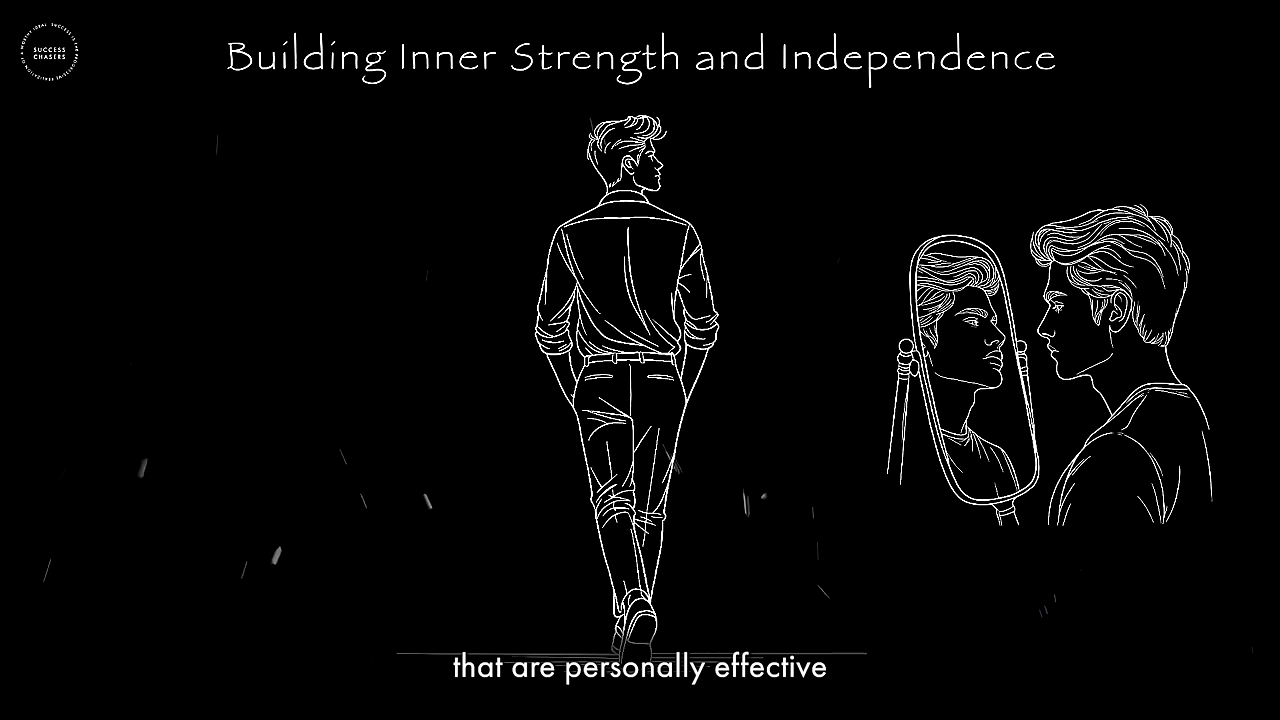 SUCCESS
CHASERS
Building Inner Strength and Independence
that are personally effective